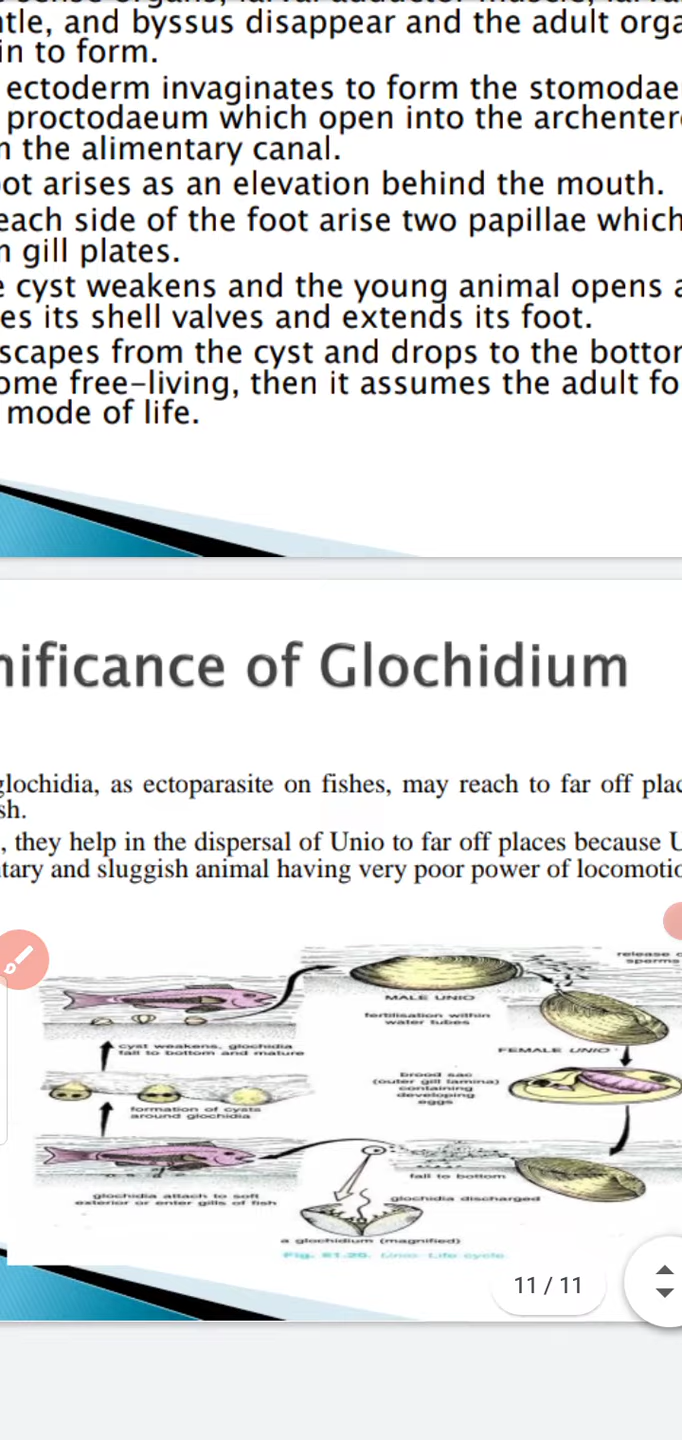 ntle, and byssus disappear and the adult orga
in to form.
ectoderm invaginates to form the stomodae
proctodaeum which open into the archenter
n the alimentary canal.
ot arises as an elevation behind the mouth.
each side of the foot arise two papillae which
n gill plates.
e cyst weakens and the young animal opens a
es its shell valves and extends its foot.
scapes from the cyst and drops to the bottor
ome free-living, then it assumes the adult fo
mode of life.
nificance of Glochidium
glochidia, as ectoparasite on fishes, may reach to far off plac
sh.
, they help in the dispersal of Unio to far off places because U
tary and sluggish animal having very poor power of locomotio
release o
sperms
MALE UNIO
fertilisation within
water tubes
FEMALE UNIO
cyst weakens, glochidia
fall to bottom and mature
brood sac
(outer gill lamina)
containing
developing
eggs
formation of cysts
around glochidia
fall to bottom
glochidia attach to soft
exterior or enter gills of fish
glochidia discharged
a glochidium (magnified)
Unio. Life cycle.
11 / 11